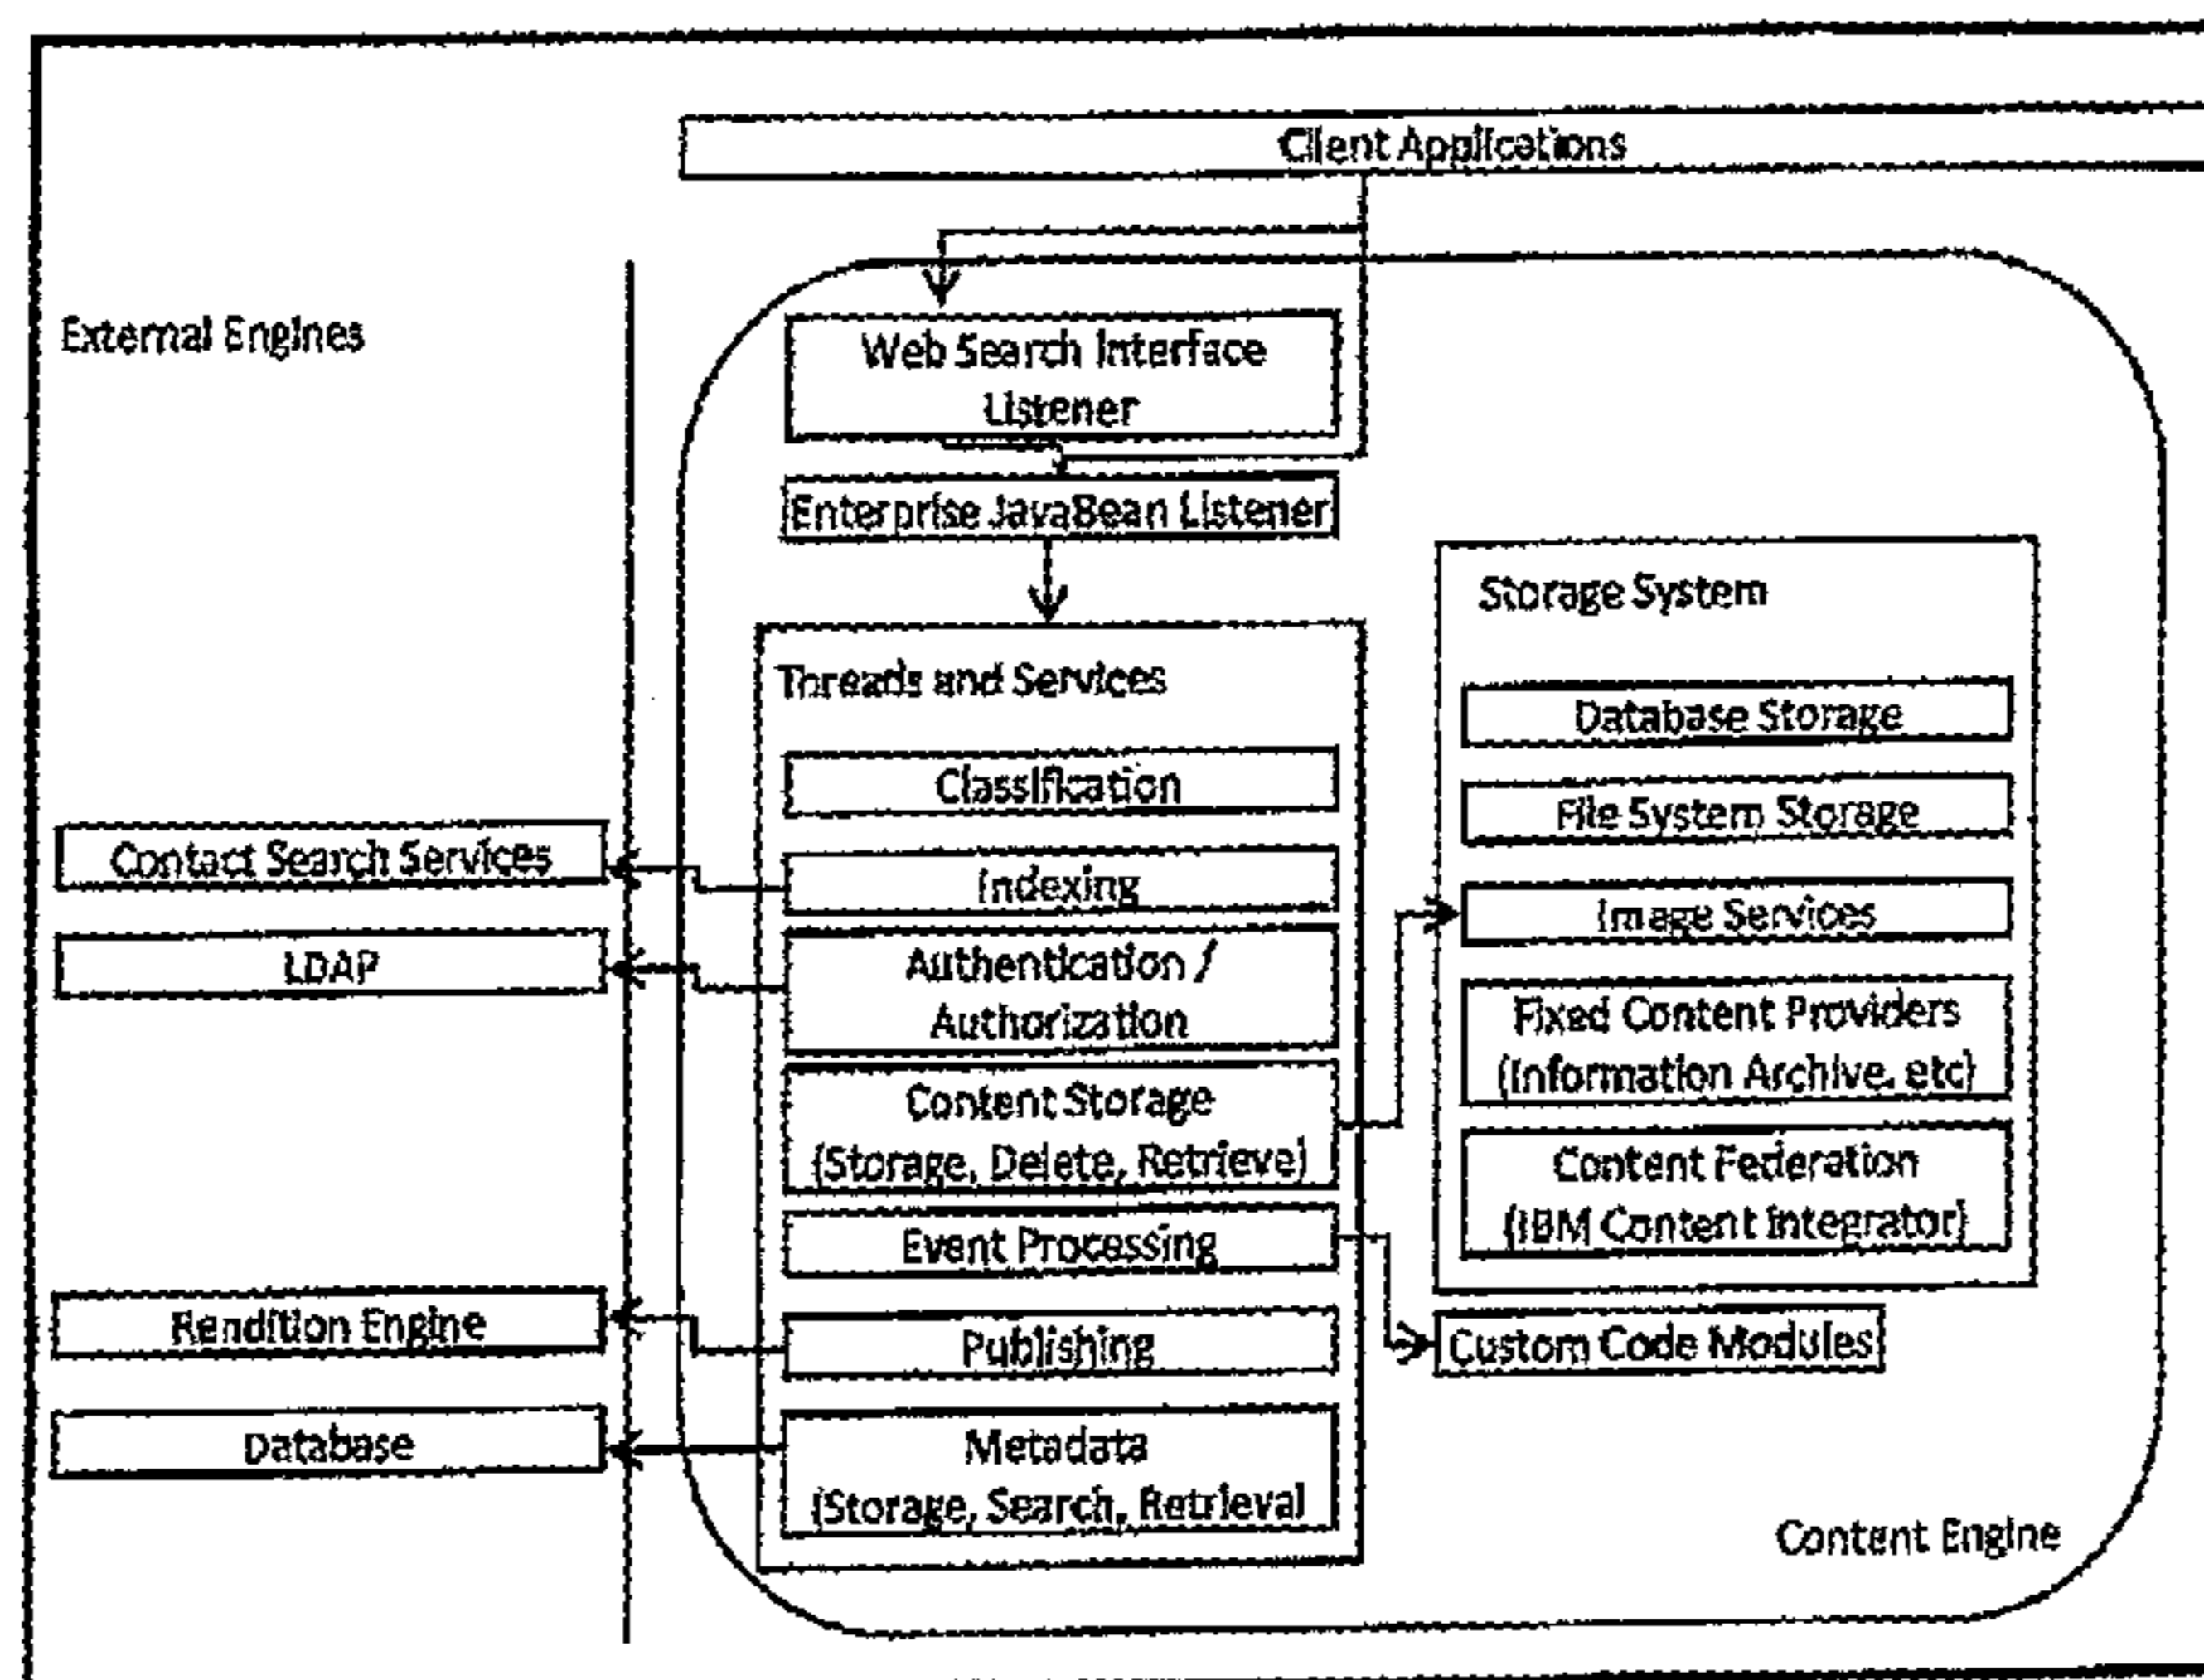 Client Applications
External Engines
Web Search Interface
Listener
Enterprise JavaBean Listener
Threads and Services
Classification
Indexing
Authentication /
Authorization
Content Storage
(Storage, Delete, Retrieve)
Event Processing
Publishing
Metadata
(Storage, Search, Retrieval
Contact Search Services
LDAP
Rendition Engine
Database
Storage System
Database Storage
File System Storage
Image Services
Fixed Content Providers
(Information Archive, etc)
Content Federation
(IBM Content Integrator)
Custom Code Modules
Content Engine